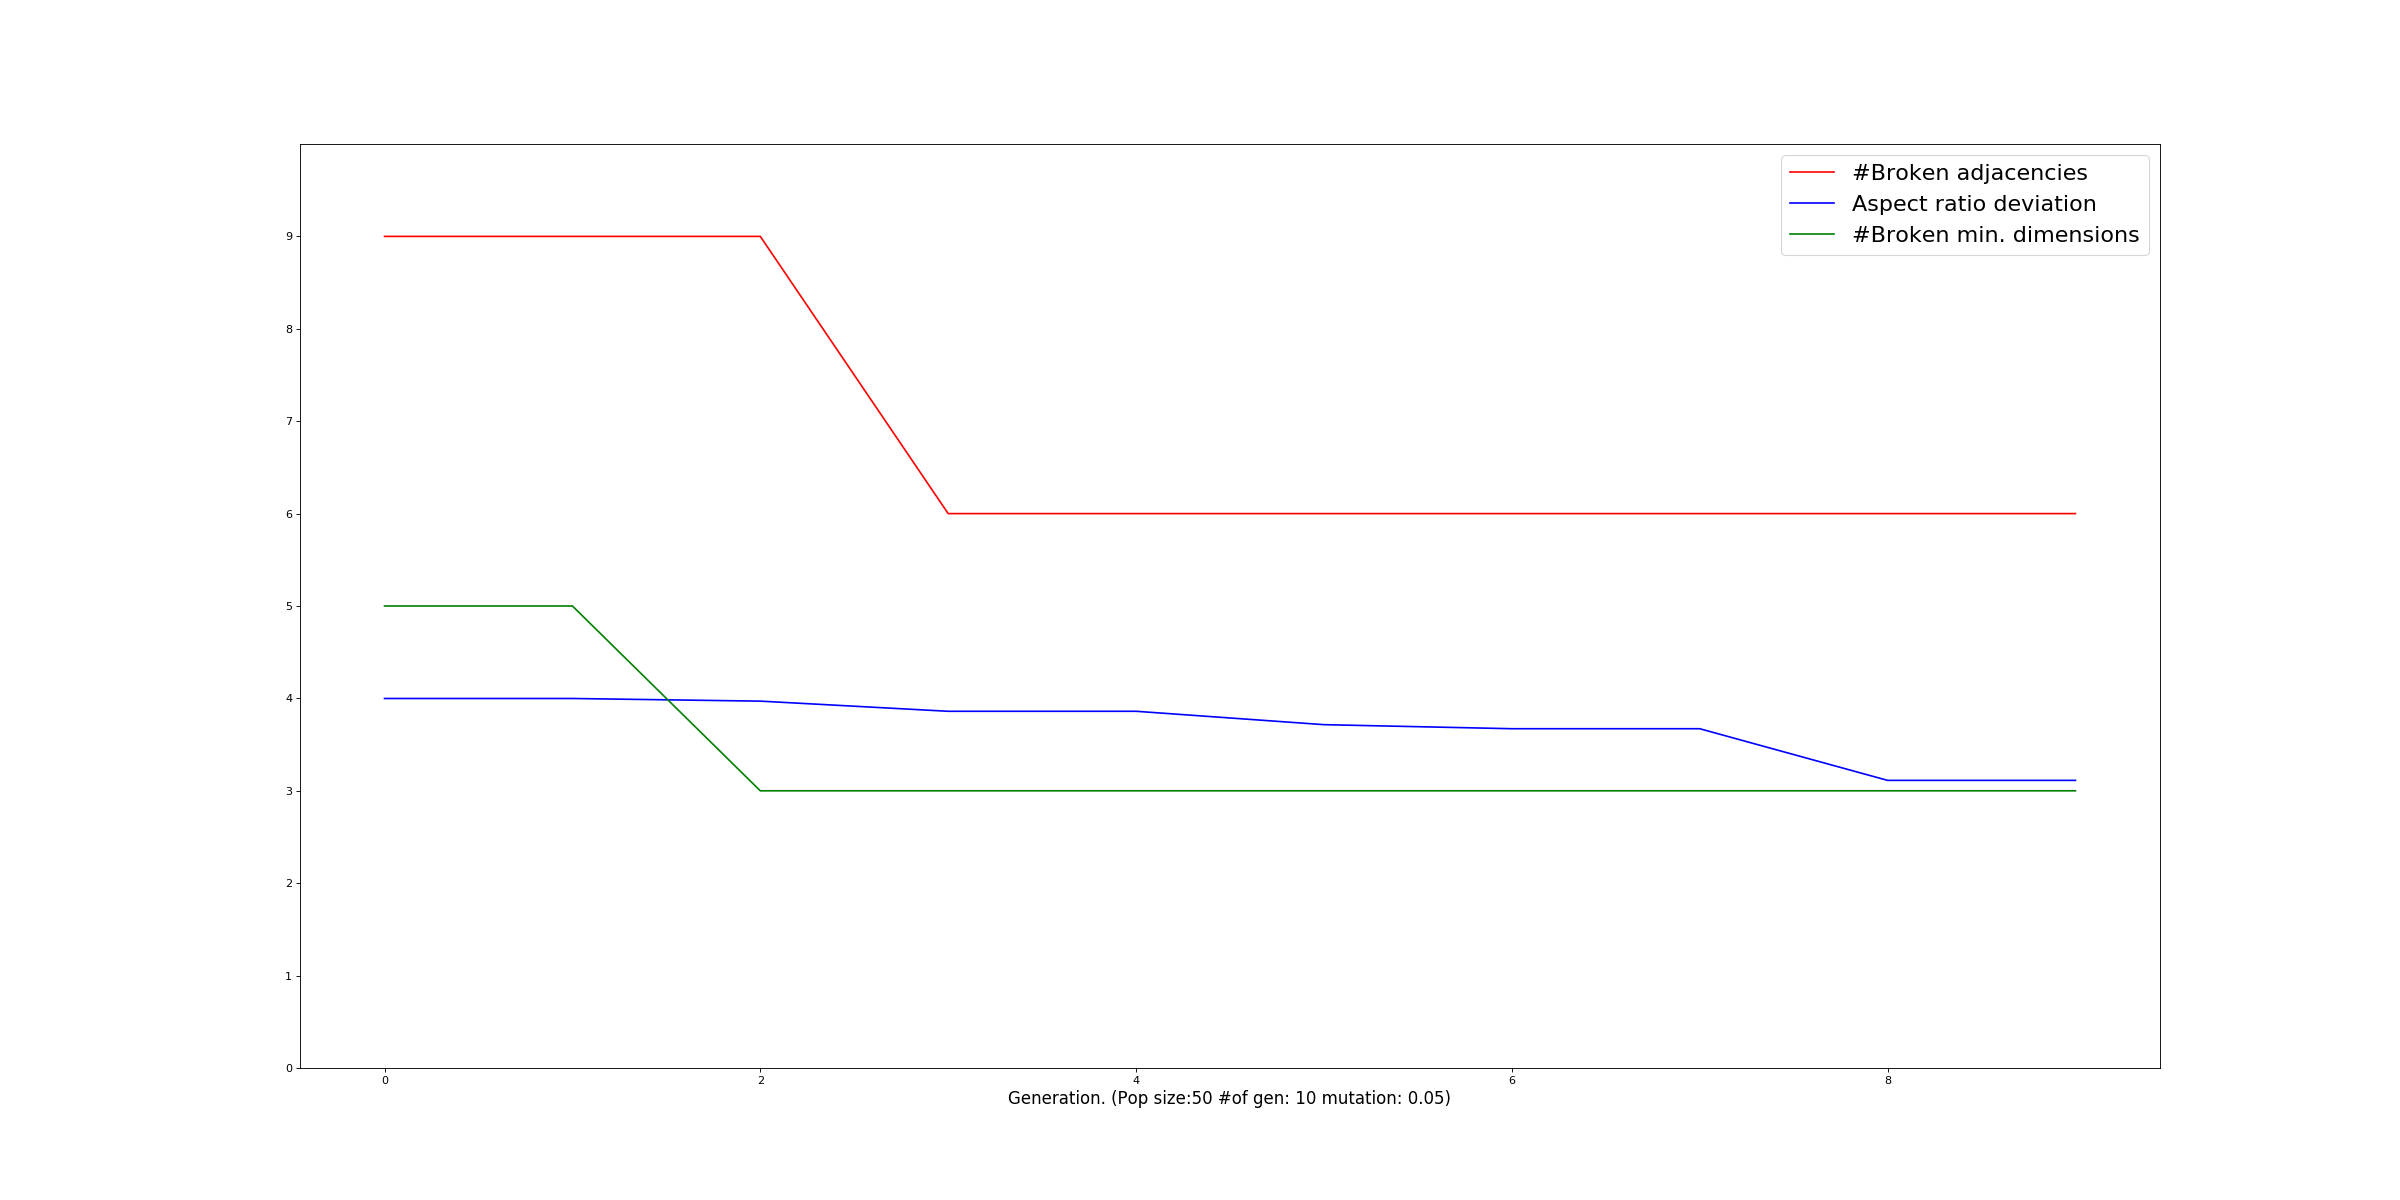 #Broken adjacencies
Aspect ratio deviation
#Broken min. dimensions
9
8
7
6
5
4
3
2
1
0
0 2 4 6 8
Generation. (Pop size:50 #of gen: 10 mutation: 0.05)